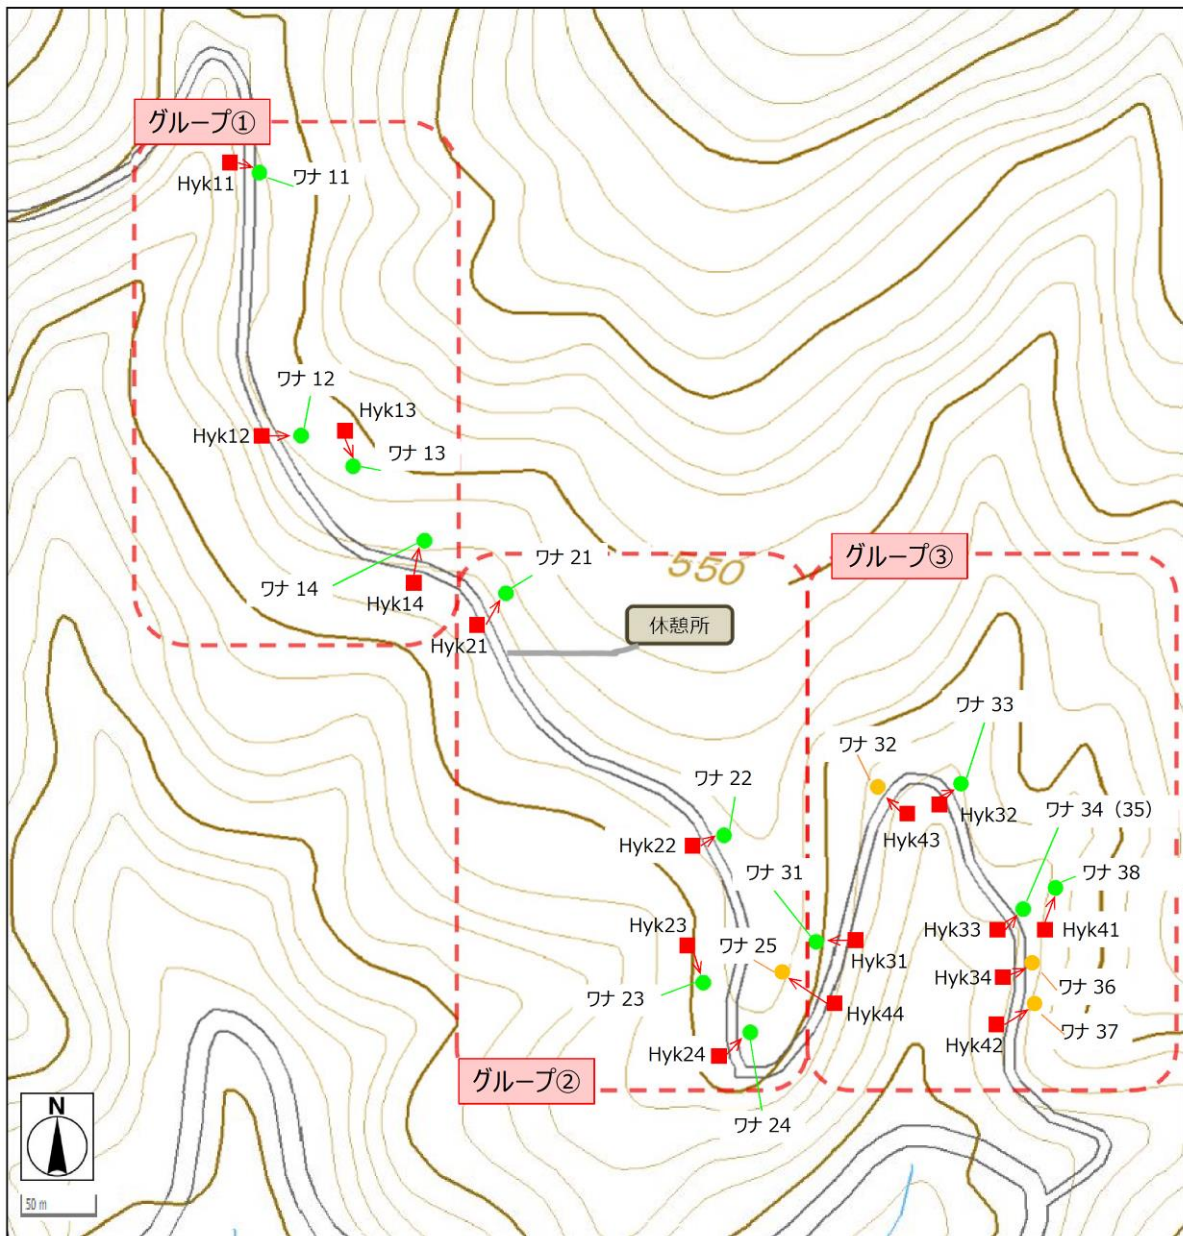 グループ①
Hyk11
ワナ 11
ワナ 12
Hyk13
Hyk12
ワナ 13
ワナ 14
Hyk14
ワナ 21
550
グループ③
休憩所
Hyk21
ワナ 33
ワナ 32
ワナ 22
ワナ 34（35）
Hyk32
Hyk43
Hyk22
ワナ 31
ワナ 38
Hyk23
Hyk33
Hyk41
ワナ 25
Hyk31
Hyk34
ワナ 36
ワナ 23
Hyk44
ワナ 37
Hyk42
Hyk24
グループ②
ワナ 24
N
50 m